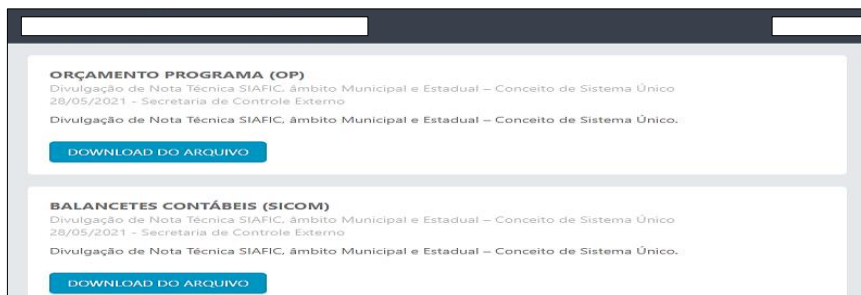 ORÇAMENTO PROGRAMA (OP)
Divulgação de Nota Técnica SIAFIC, âmbito Municipal e Estadual – Conceito de Sistema Único
28/05/2021 - Secretaria de Controle Externo
Divulgação de Nota Técnica SIAFIC, âmbito Municipal e Estadual – Conceito de Sistema Único.
DOWNLOAD DO ARQUIVO
BALANCETES CONTÁBEIS (SICOM)
Divulgação de Nota Técnica SIAFIC, âmbito Municipal e Estadual – Conceito de Sistema Único
28/05/2021 - Secretaria de Controle Externo
Divulgação de Nota Técnica SIAFIC, âmbito Municipal e Estadual – Conceito de Sistema Único.
DOWNLOAD DO ARQUIVO